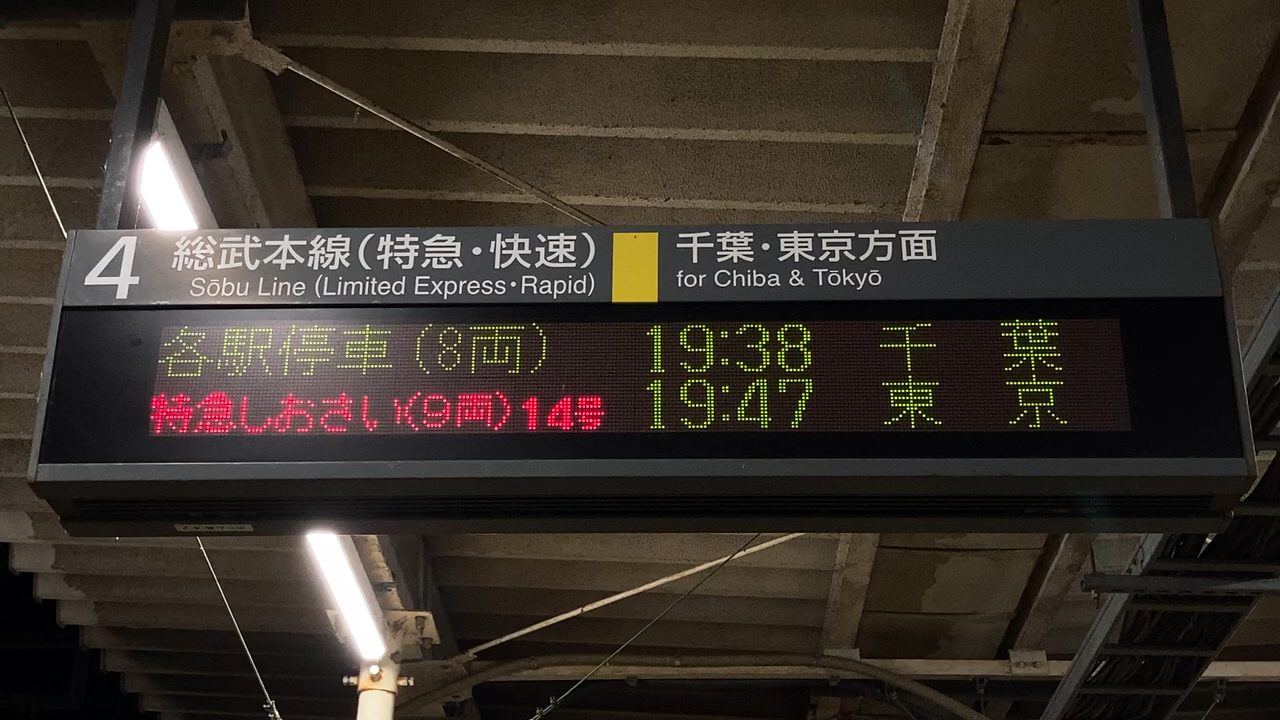 4 総武本線(特急・快速) 千葉・東京方面
Sōbu Line (Limited Express・Rapid) for Chiba & Tōkyō
各駅停車(8両) 19:38 千葉
特急しおさい(9両)14号 19:47 東京